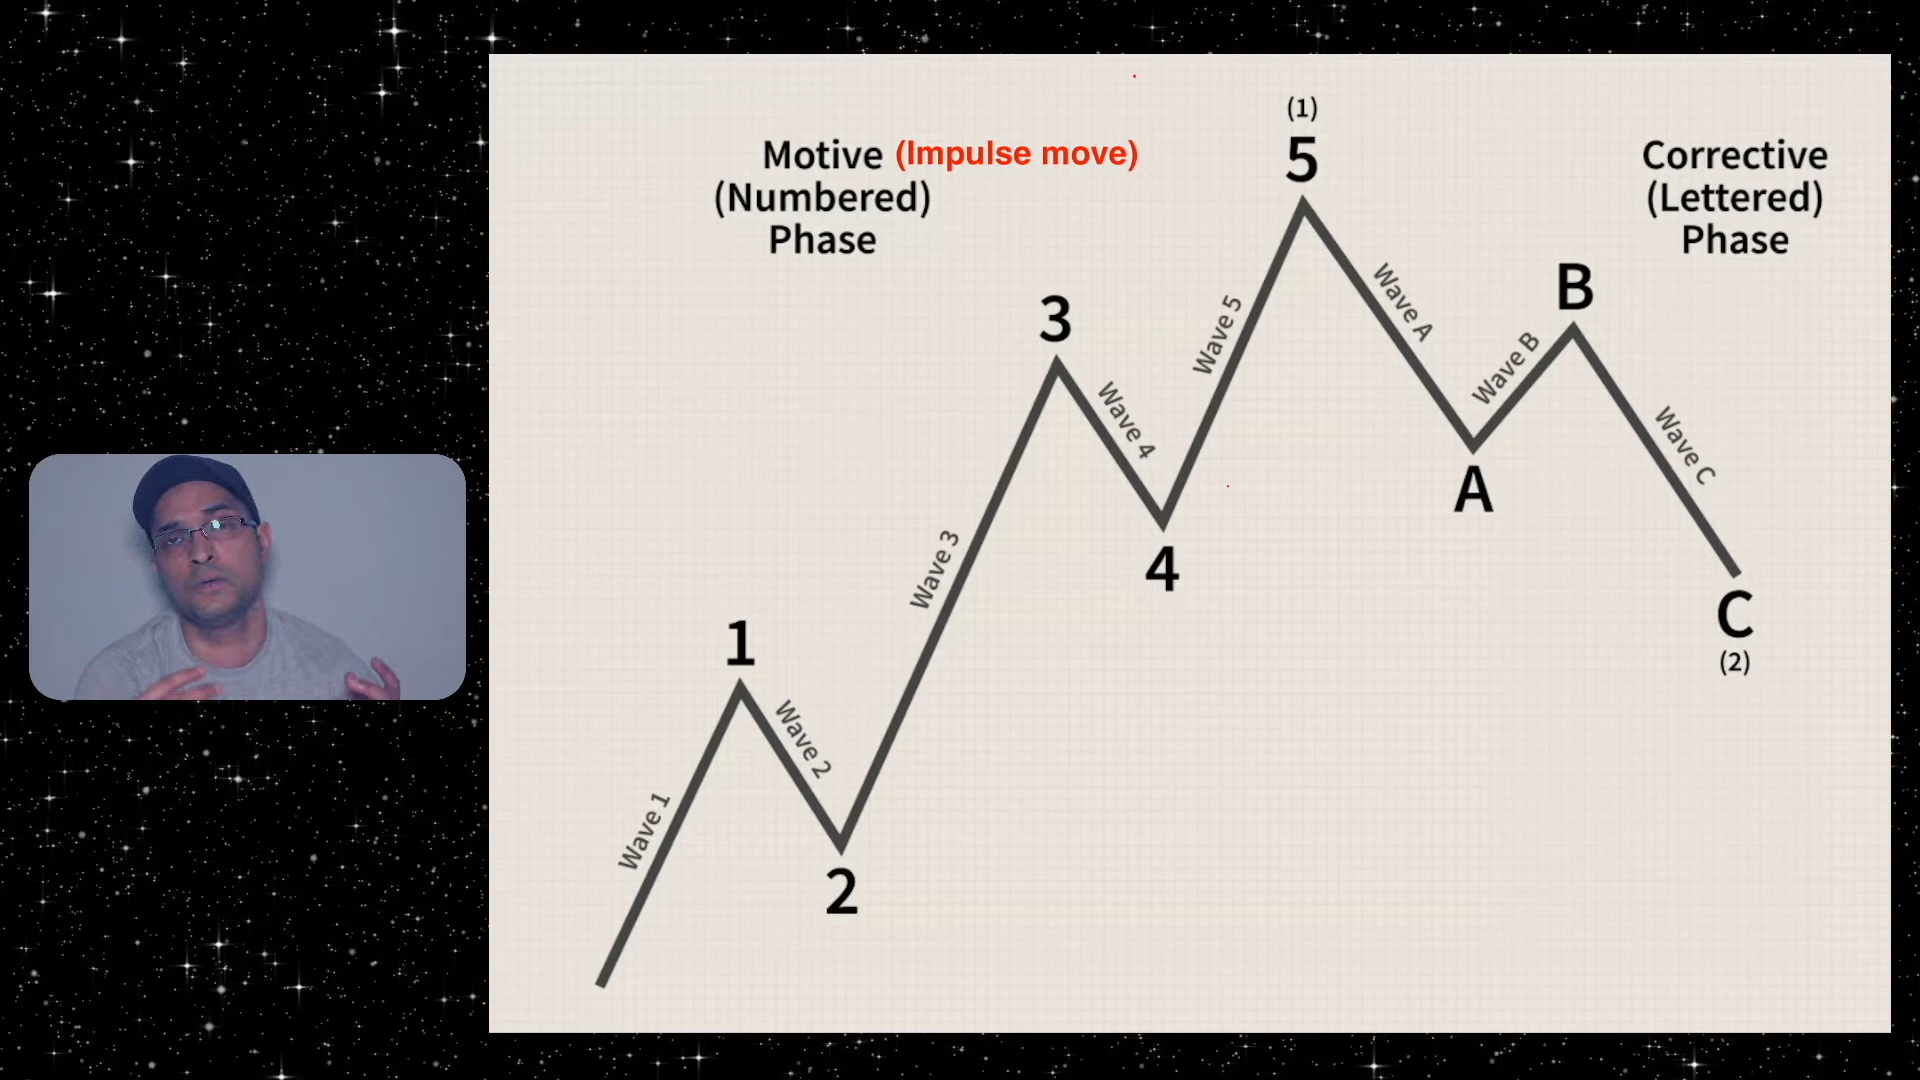 Motive (Impulse move)
(Numbered)
Phase
Corrective
(Lettered)
Phase
(1)
5
3
B
1
A
4
2
C
(2)
Wave 1
Wave 2
Wave 3
Wave 4
Wave 5
Wave A
Wave B
Wave C